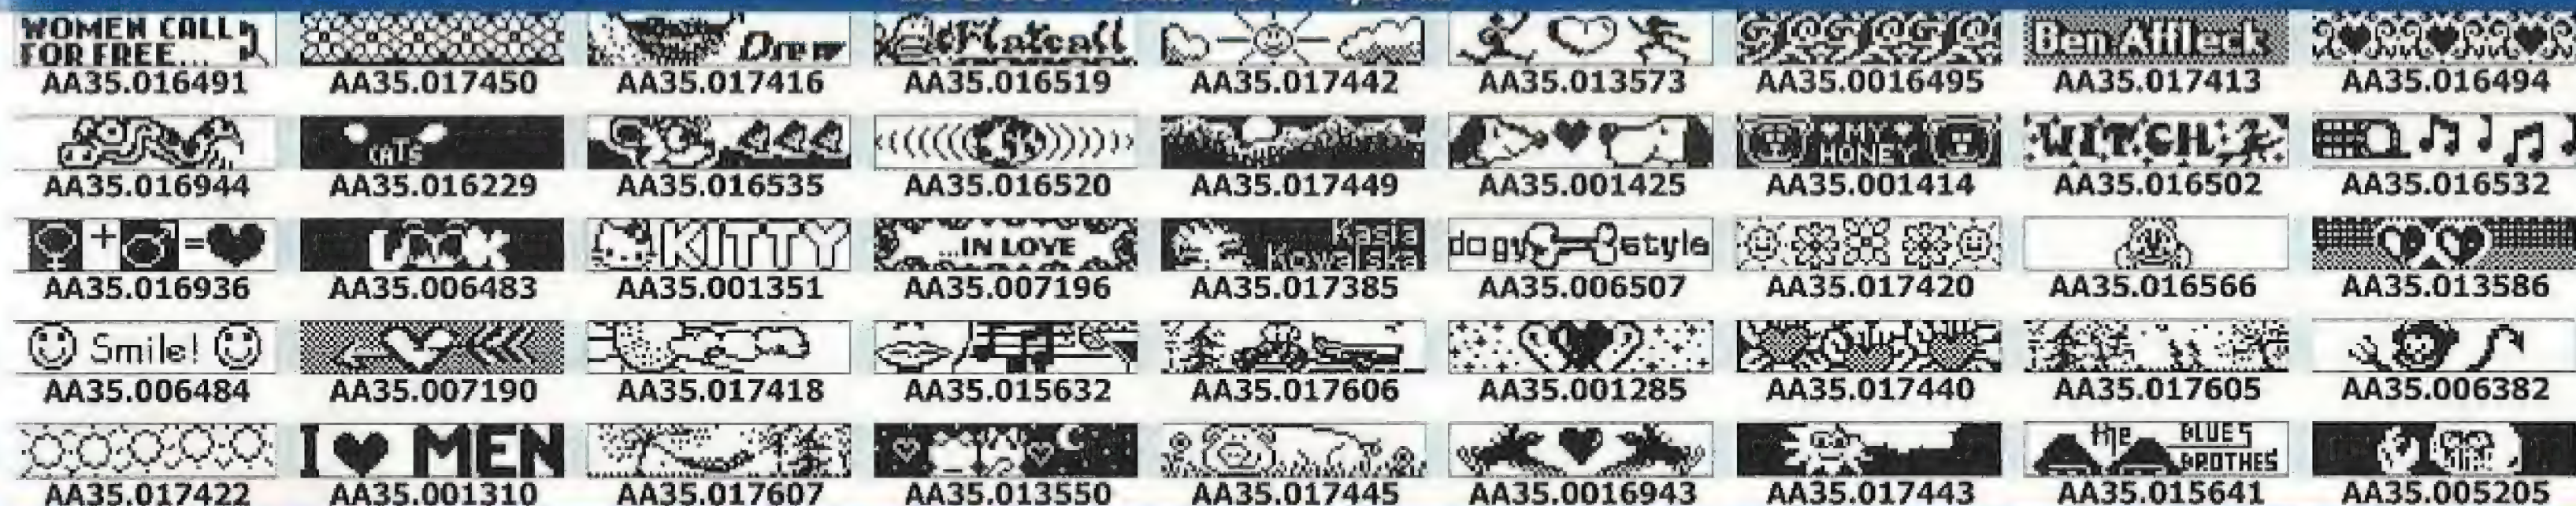 WOMEN CALL
FOR FREE...
Drew
Platcall
Ben Affleck
AA35.016491 AA35.017450 AA35.017416 AA35.016519 AA35.017442 AA35.013573 AA35.0016495 AA35.017413 AA35.016494
CATS
MY
HONEY
WITCH
AA35.016944 AA35.016229 AA35.016535 AA35.016520 AA35.017449 AA35.001425 AA35.001414 AA35.016502 AA35.016532
KITTY
...IN LOVE
Kasia
Kowalska
dogy style
AA35.016936 AA35.006483 AA35.001351 AA35.007196 AA35.017385 AA35.006507 AA35.017420 AA35.016566 AA35.013586
Smile!
AA35.006484 AA35.007190 AA35.017418 AA35.015632 AA35.017606 AA35.001285 AA35.017440 AA35.017605 AA35.006382
I ♥ MEN
the BLUES
BROTHES
AA35.017422 AA35.001310 AA35.017607 AA35.013550 AA35.017445 AA35.0016943 AA35.017443 AA35.015641 AA35.005205